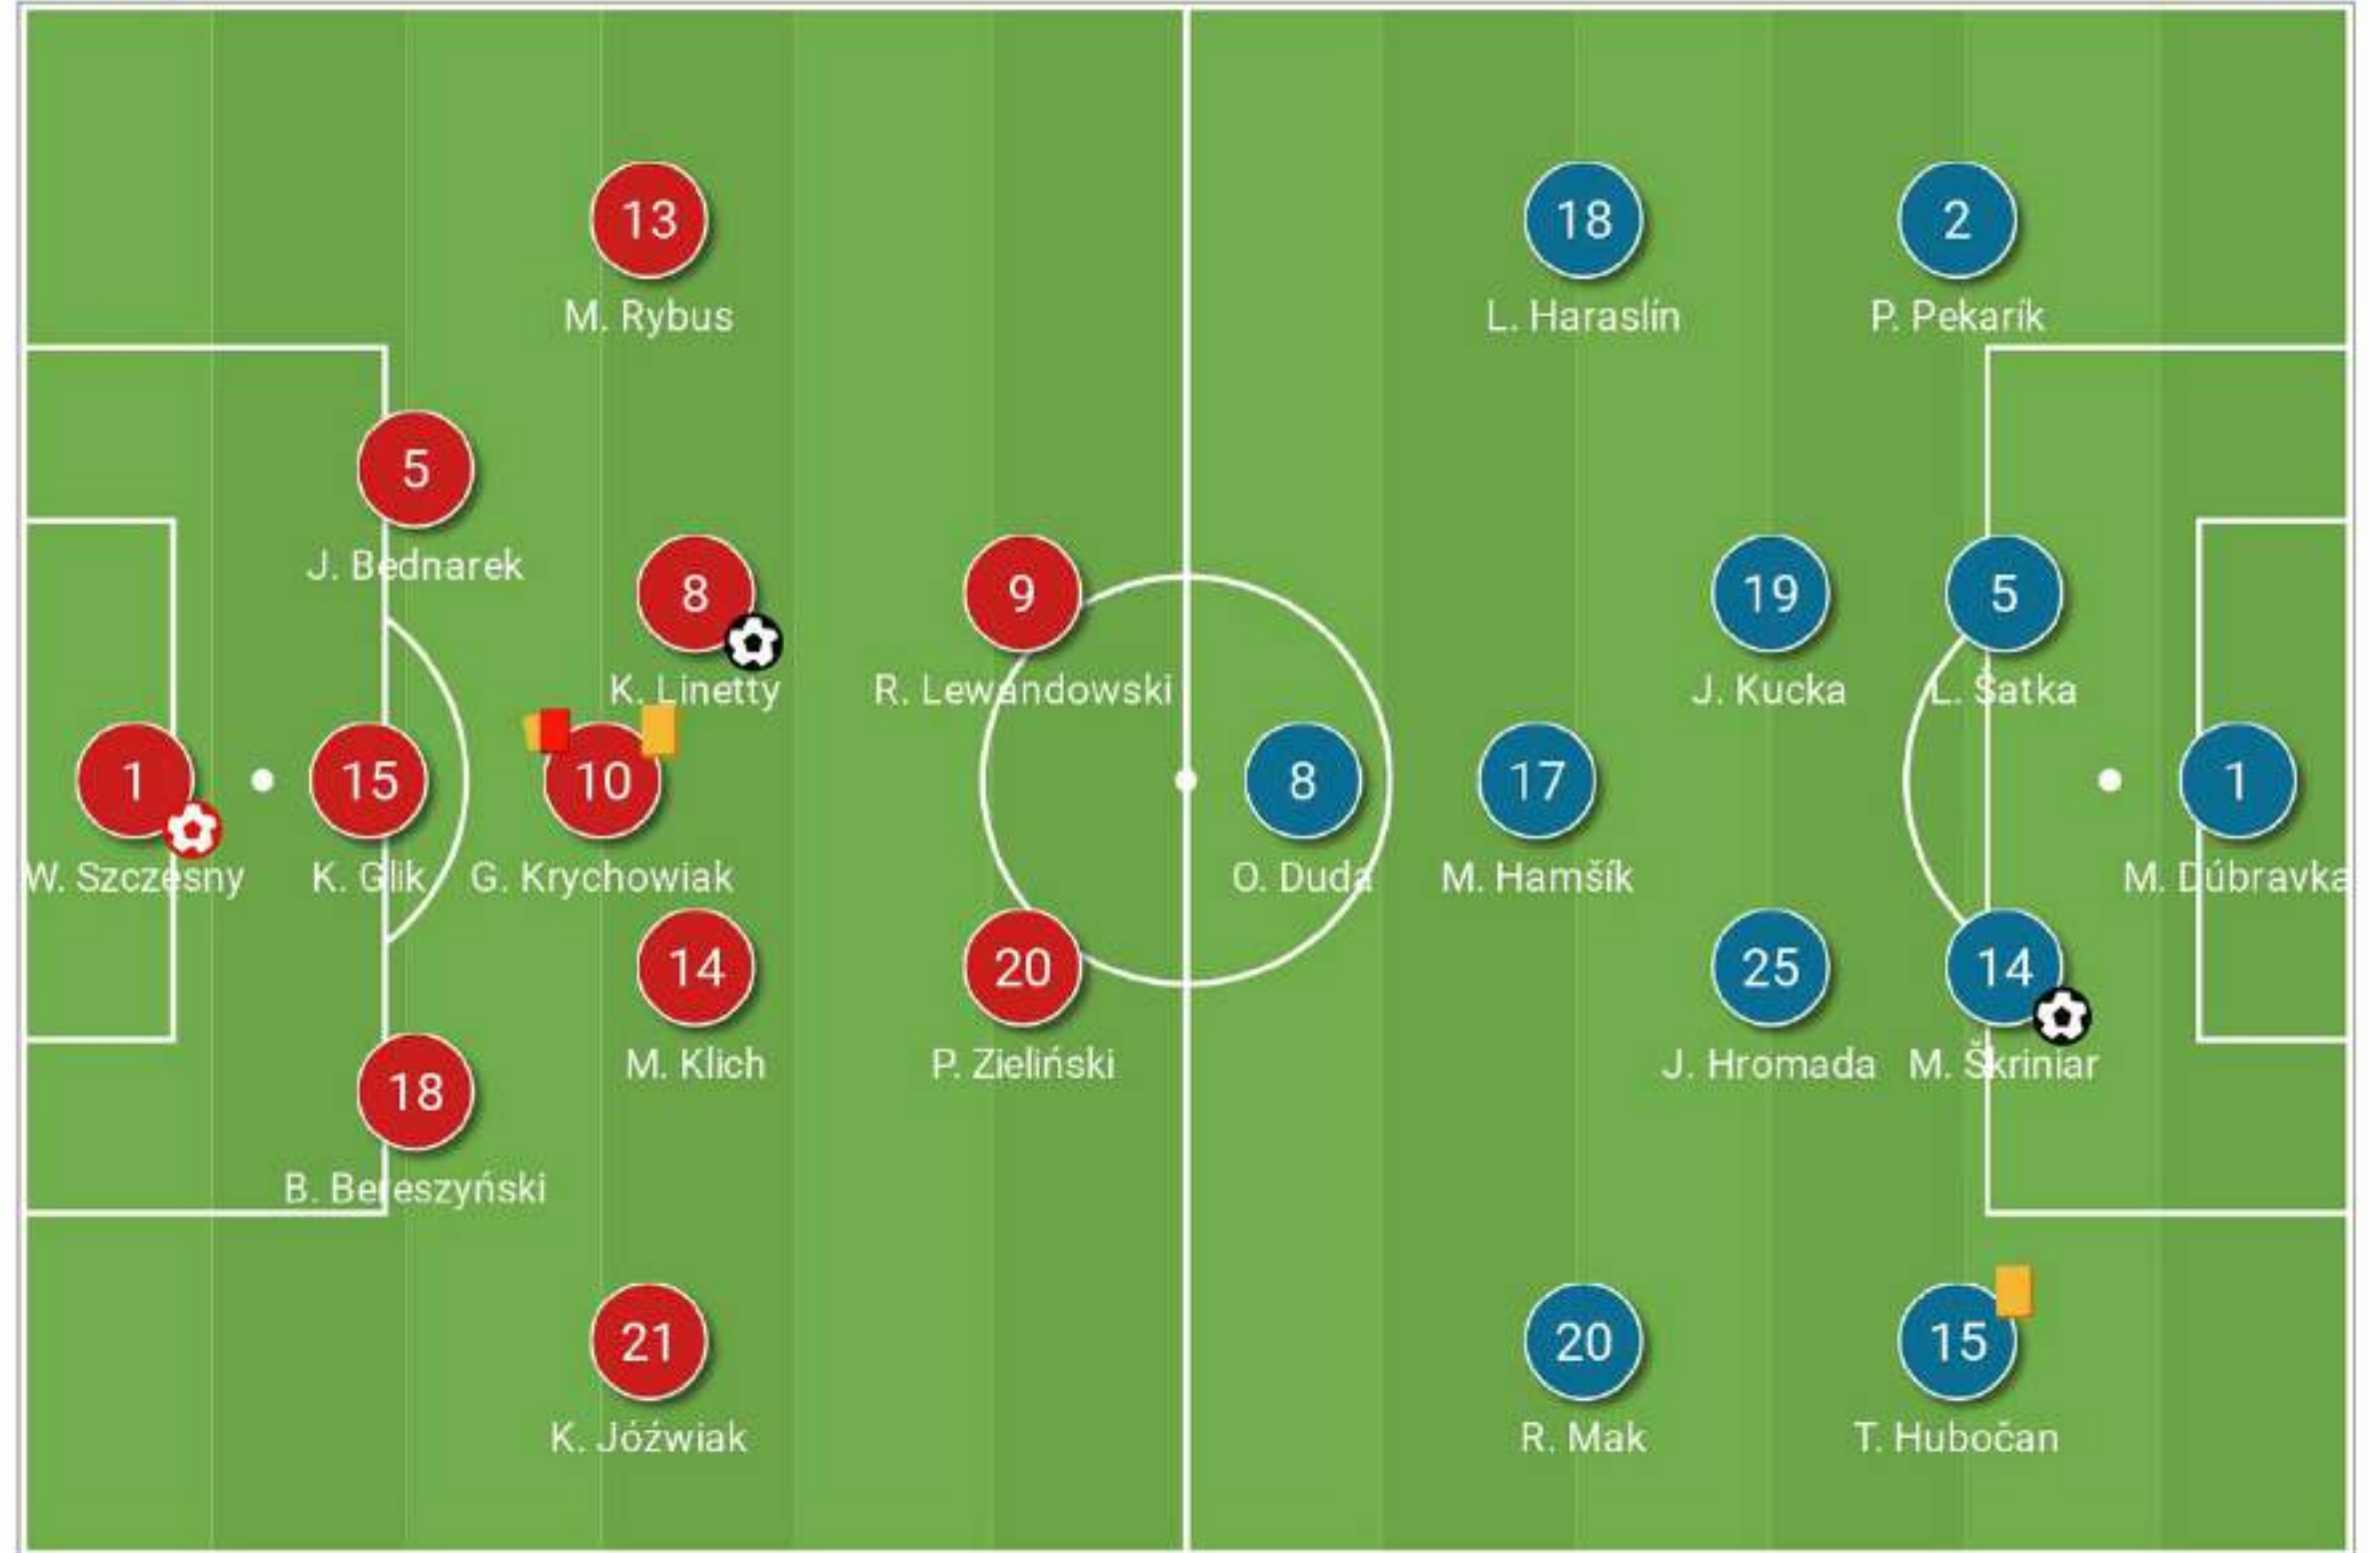 13
M. Rybus
18
L. Haraslín
2
P. Pekarík
5
J. Bednarek
8
K. Linetty
9
R. Lewandowski
19
J. Kucka
5
L. Šatka
1
W. Szczęsny
15
K. Glik
10
G. Krychowiak
8
O. Duda
17
M. Hamšík
1
M. Dúbravka
14
M. Klich
20
P. Zieliński
25
J. Hromada
14
M. Škriniar
18
B. Bereszyński
21
K. Jóźwiak
20
R. Mak
15
T. Hubočan